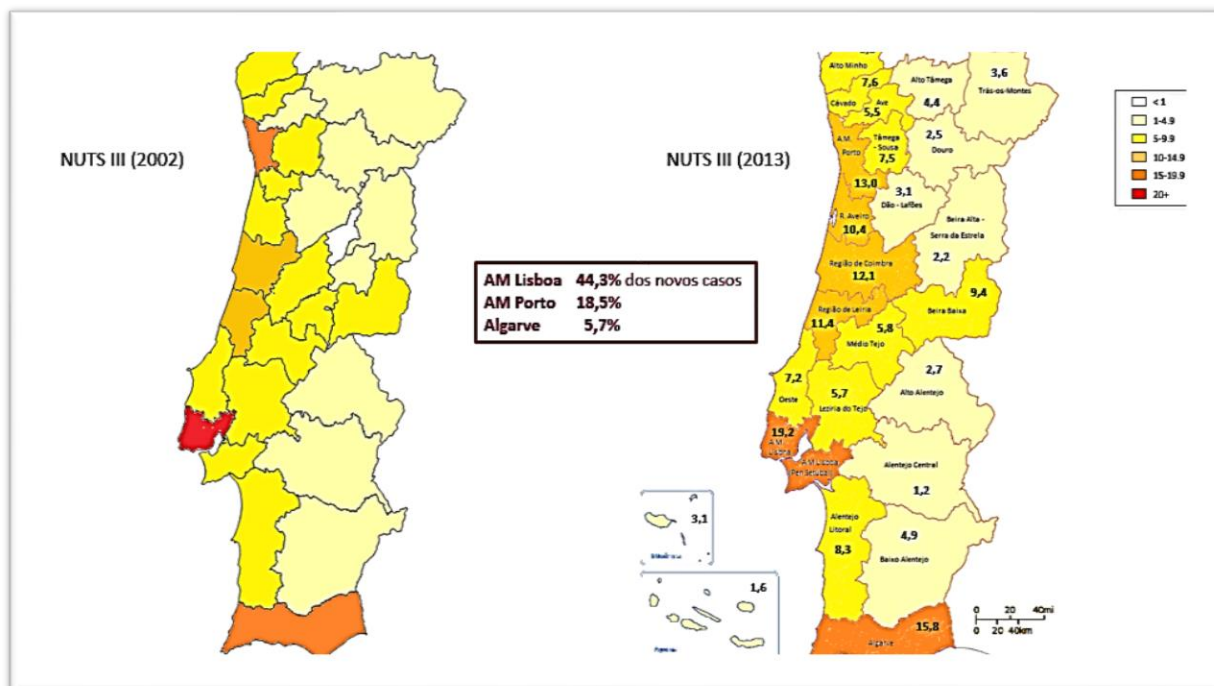 NUTS III (2002)
AM Lisboa 44,3% dos novos casos
AM Porto 18,5%
Algarve 5,7%
NUTS III (2013)
Alto Minho
7,6
Cávado
Ave
5,5
Alto Tâmega
4,4
3,6
Trás-os-Montes
A.M.
Porto
13,0
Tâmega
- Sousa
7,5
2,5
Douro
3,1
Dão - Lafões
R. Aveiro
10,4
Beira Alta -
Serra da Estrela
2,2
Região de Coimbra
12,1
9,4
Beira Baixa
Região de Leiria
11,4
5,8
Médio Tejo
7,2
Oeste
5,7
Lezíria do Tejo
2,7
Alto Alentejo
19,2
A.M.
Lisboa
AM Lisboa
Pen Setúbal
Alentejo Central
1,2
Alentejo
Litoral
8,3
4,9
Baixo Alentejo
15,8
Algarve
3,1
1,6
< 1
1-4.9
5-9.9
10-14.9
15-19.9
20+
0 20 40mi
0 20 40km